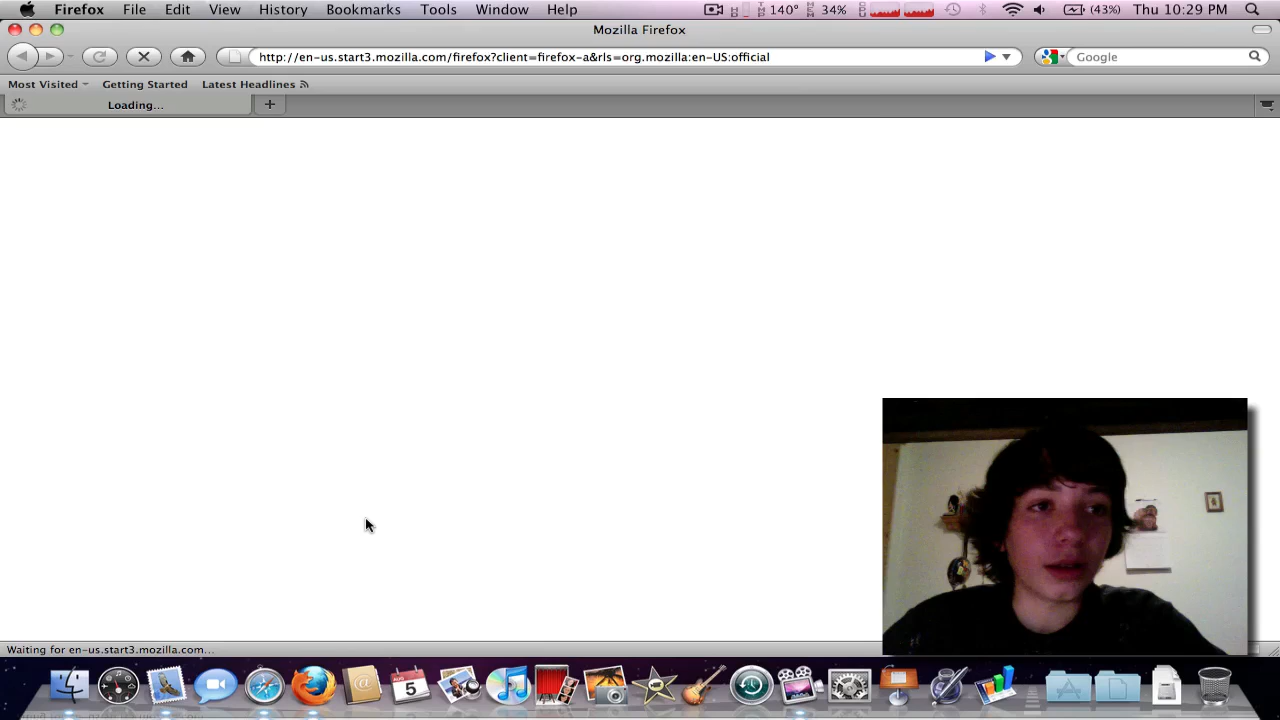 Firefox File Edit View History Bookmarks Tools Window Help 140° 34% (43%) Thu 10:29 PM
Mozilla Firefox
http://en-us.start3.mozilla.com/firefox?client=firefox-a&rls=org.mozilla:en-US:official Google
Most Visited Getting Started Latest Headlines
Loading...
Waiting for en-us.start3.mozilla.com...
AUG
5